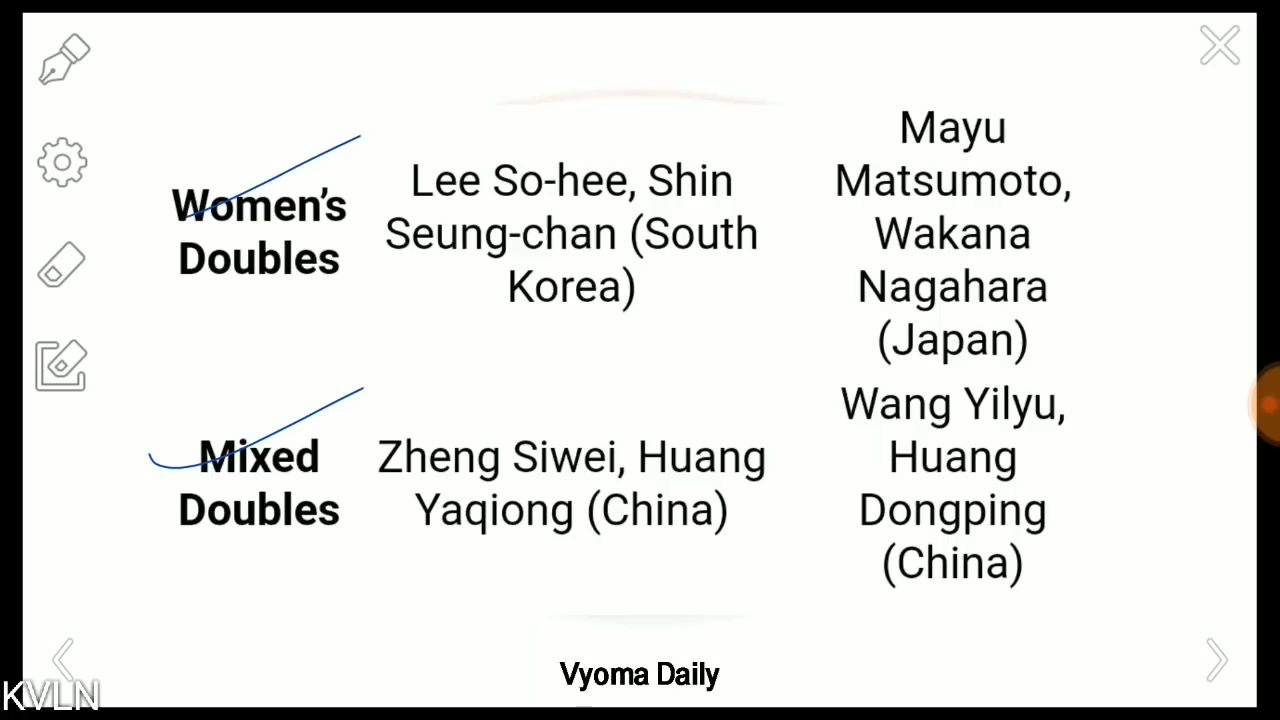 Women's
Doubles
Lee So-hee, Shin
Seung-chan (South
Korea)
Mayu
Matsumoto,
Wakana
Nagahara
(Japan)
Mixed
Doubles
Zheng Siwei, Huang
Yaqiong (China)
Wang Yilyu,
Huang
Dongping
(China)
Vyoma Daily
KVLN